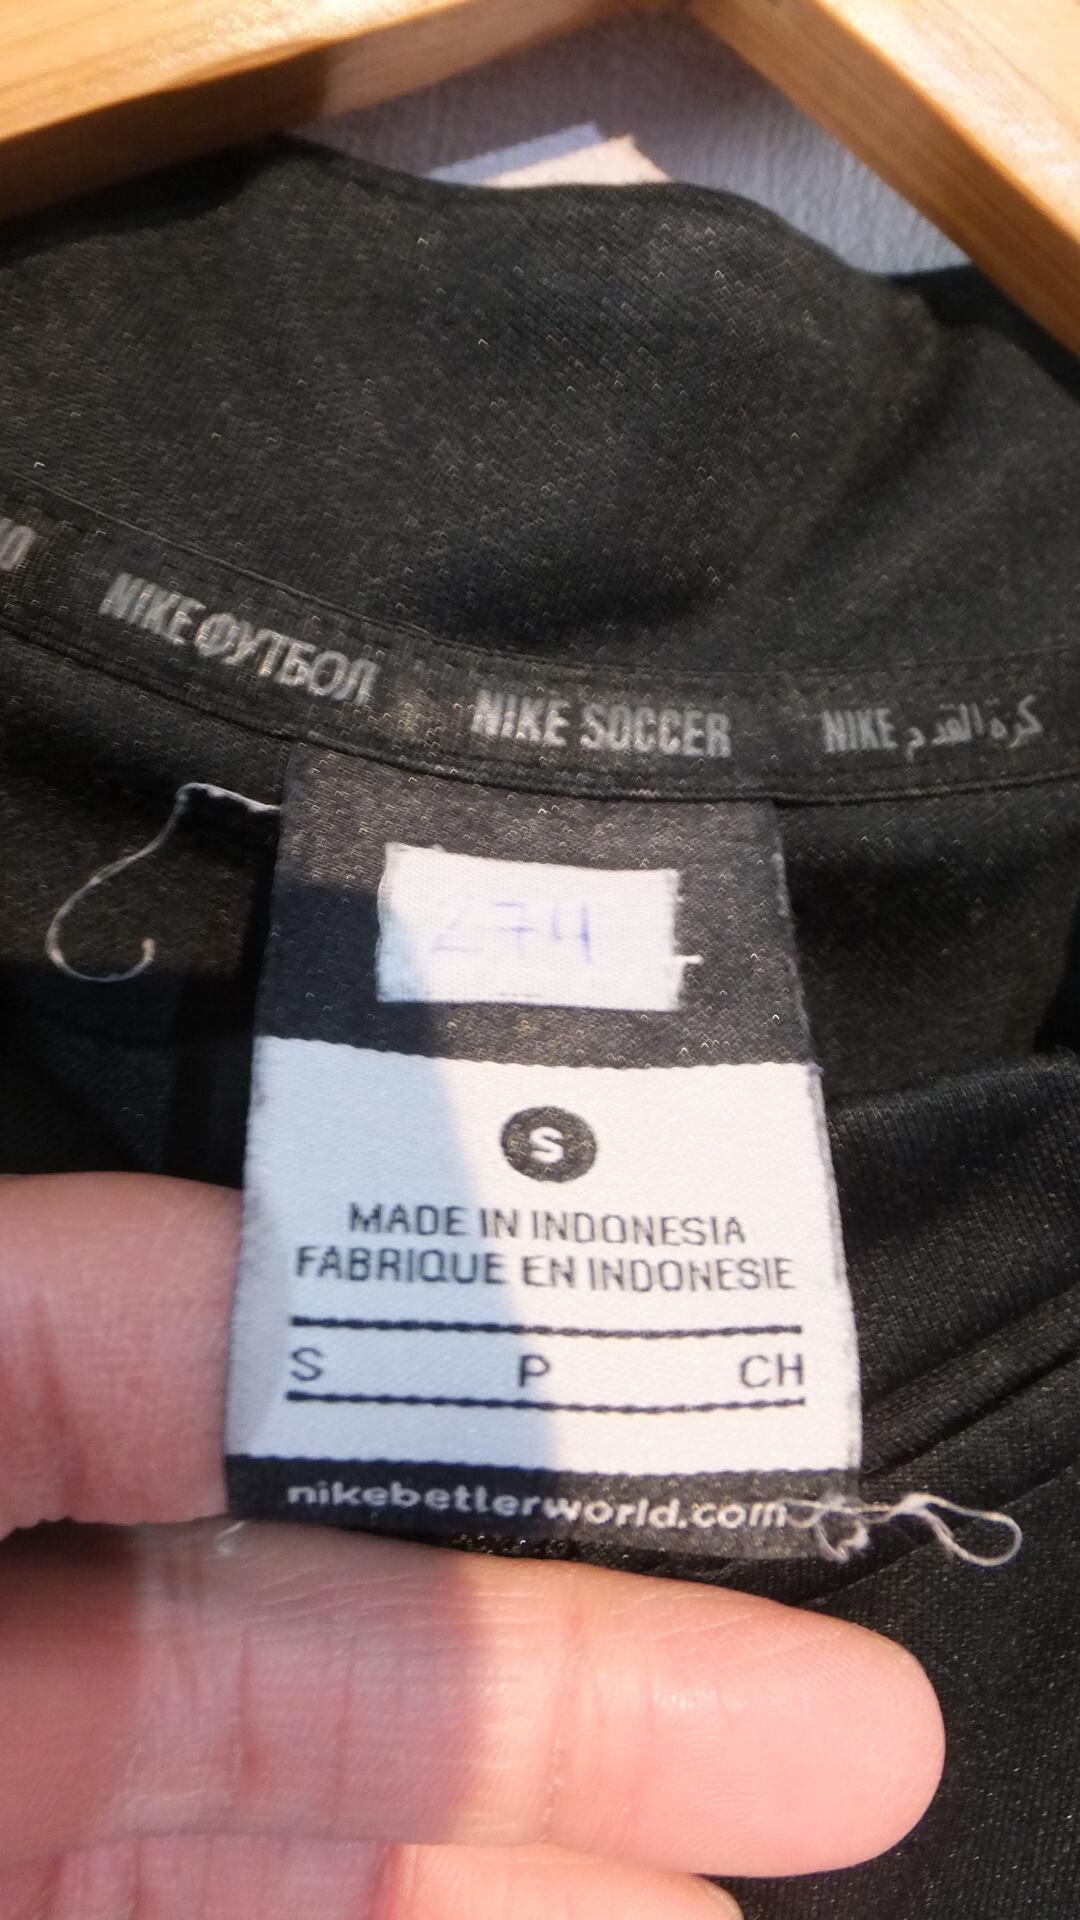 NIKE ФУТБОЛ NIKE SOCCER NIKE كرة القدم
274
S
MADE IN INDONESIA
FABRIQUE EN INDONESIE
S P CH
nikebetterworld.com